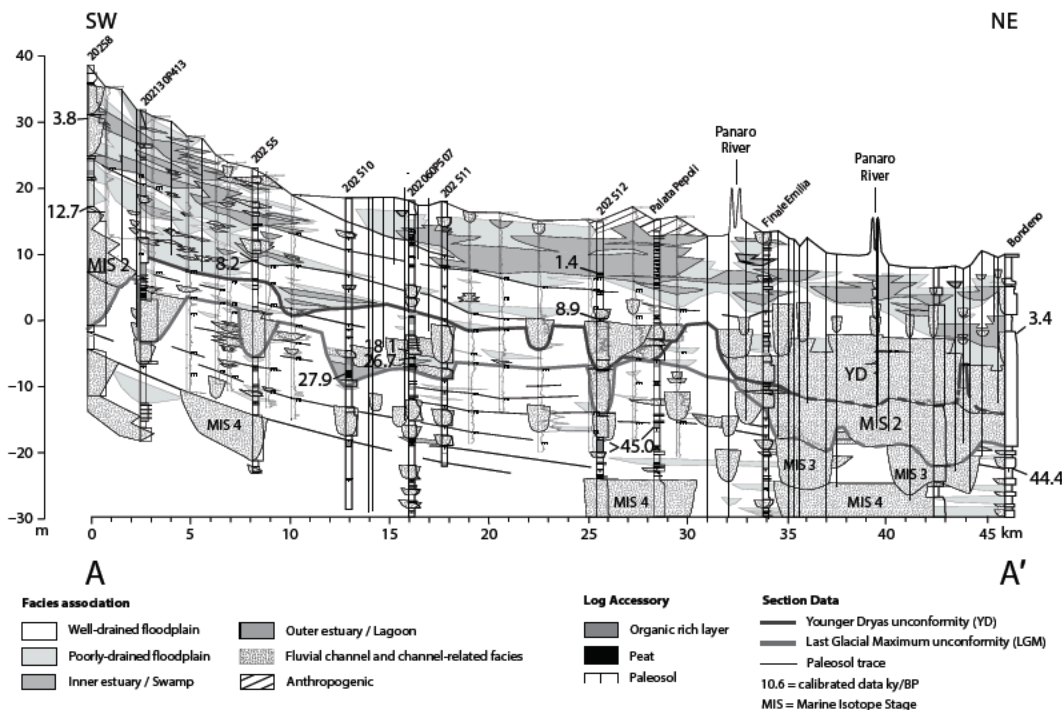 SW
NE
20258
202130P413
202 S5
202 S10
202060P507
202 S11
202 S12
Palata Pepoli
Panaro
River
Finale Emilia
Panaro
River
Bondeno
40
30
20
10
0
−10
−20
−30
m
3.8
12.7
MIS 2
8.2
MIS 4
27.9
26.7
1.4
8.9
>45.0
MIS 4
YD
MIS 2
MIS 3
MIS 3
MIS 4
3.4
44.4
0
5
10
15
20
25
30
35
40
45 km
A
A'
Facies association
Well-drained floodplain
Poorly-drained floodplain
Inner estuary / Swamp
Outer estuary / Lagoon
Fluvial channel and channel-related facies
Anthropogenic
Log Accessory
Organic rich layer
Peat
Paleosol
Section Data
Younger Dryas unconformity (YD)
Last Glacial Maximum unconformity (LGM)
Paleosol trace
10.6 = calibrated data ky/BP
MIS = Marine Isotope Stage